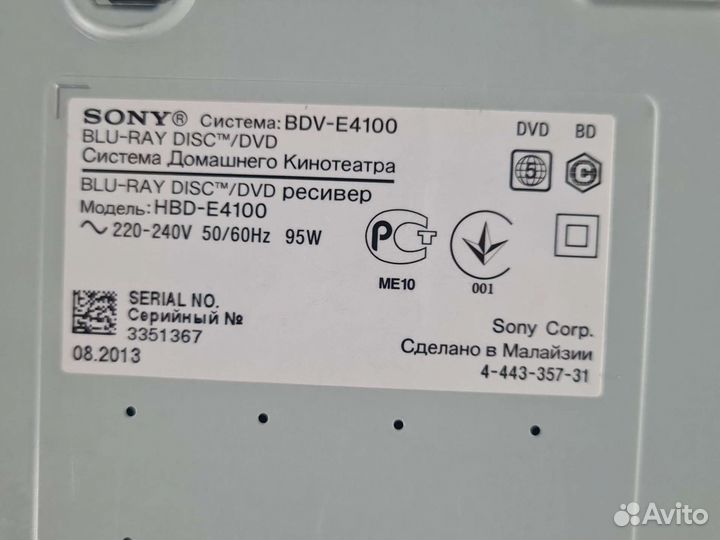 SONY® Система: BDV-E4100
BLU-RAY DISC™/DVD
Система Домашнего Кинотеатра
BLU-RAY DISC™/DVD ресивер
Модель: HBD-E4100
~ 220-240V 50/60Hz 95W
DVD BD
5 C
РСТ
ME10
001
SERIAL NO.
Серийный №
3351367
08.2013
Sony Corp.
Сделано в Малайзии
4-443-357-31
Avito